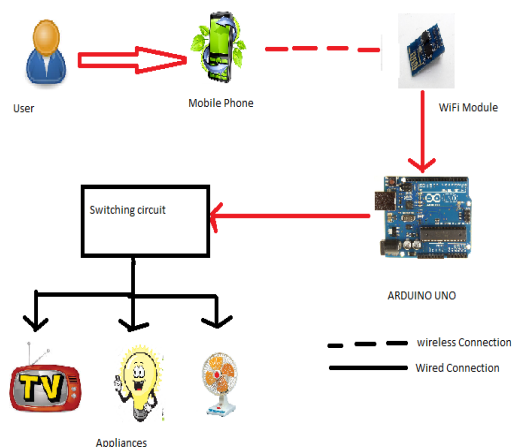 User
Mobile Phone
WiFi Module
Switching circuit
ARDUINO UNO
TV
wireless Connection
Wired Connection
Appliances